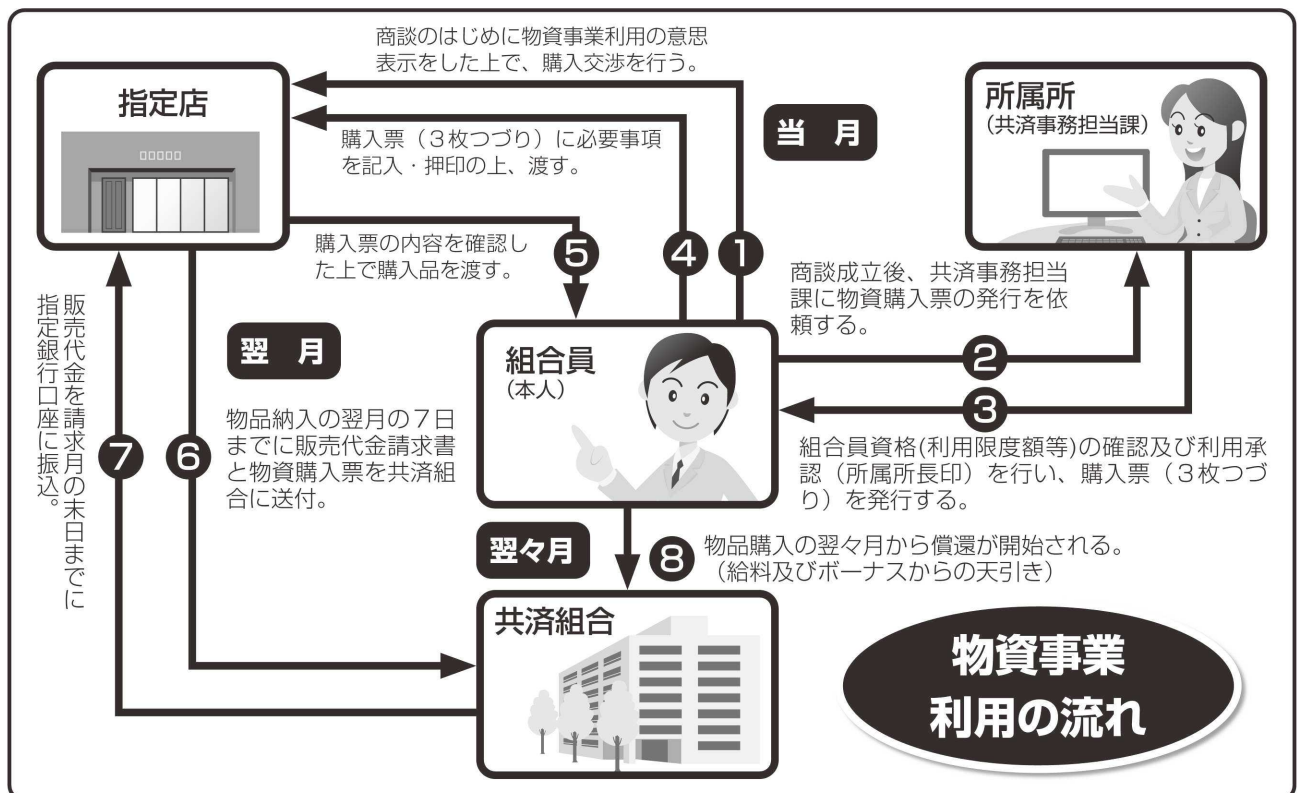 商談のはじめに物資事業利用の意思
表示をした上で、購入交渉を行う。
指定店
□□□□□
購入票（３枚つづり）に必要事項
を記入・押印の上、渡す。
当 月
所属所
（共済事務担当課）
購入票の内容を確認し
た上で購入品を渡す。
⑤
④
①
商談成立後、共済事務担当
課に物資購入票の発行を依
頼する。
②
③
組合員資格(利用限度額等)の確認及び利用承
認（所属所長印）を行い、購入票（３枚つづ
り）を発行する。
組合員
（本人）
翌 月
物品納入の翌月の７日
までに販売代金請求書
と物資購入票を共済組
合に送付。
⑥
⑦
販売代金を請求月の末日までに
指定銀行口座に振込。
翌々月
⑧
物品購入の翌々月から償還が開始される。
（給料及びボーナスからの天引き）
共済組合
物資事業
利用の流れ